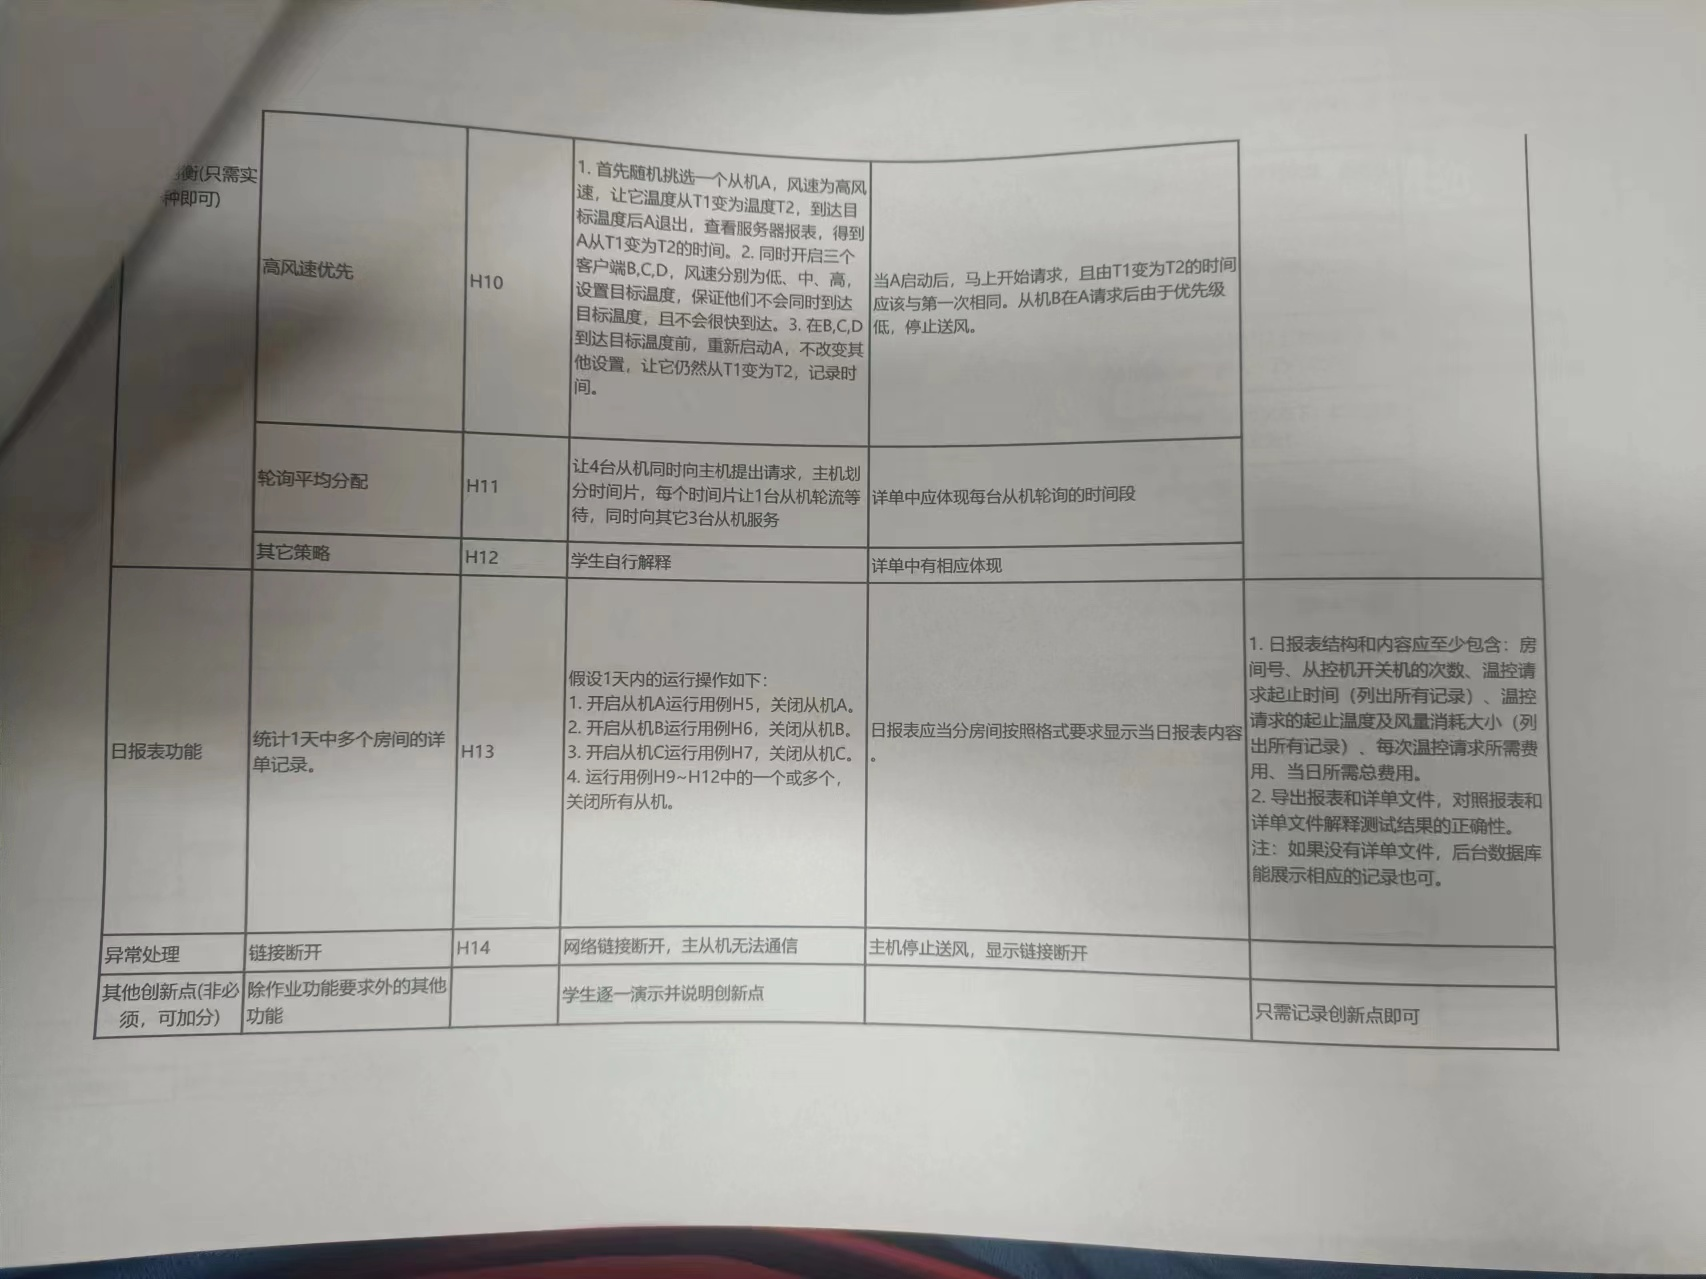 衡(只需实
种即可)
高风速优先
H10
1. 首先随机挑选一个从机A，风速为高风
速，让它温度从T1变为温度T2，到达目
标温度后A退出，查看服务器报表，得到
A从T1变为T2的时间。2. 同时开启三个
客户端B,C,D，风速分别为低、中、高，
设置目标温度，保证他们不会同时到达
目标温度，且不会很快到达。3. 在B,C,D
到达目标温度前，重新启动A，不改变其
他设置，让它仍然从T1变为T2，记录时
间。
当A启动后，马上开始请求，且由T1变为T2的时间
应该与第一次相同。从机B在A请求后由于优先级
低，停止送风。
轮询平均分配
H11
让4台从机同时向主机提出请求，主机划
分时间片，每个时间片让1台从机轮流等
待，同时向其它3台从机服务
详单中应体现每台从机轮询的时间段
其它策略
H12
学生自行解释
详单中有相应体现
日报表功能
统计1天中多个房间的详
单记录。
H13
假设1天内的运行操作如下：
1. 开启从机A运行用例H5，关闭从机A。
2. 开启从机B运行用例H6，关闭从机B。
3. 开启从机C运行用例H7，关闭从机C。
4. 运行用例H9~H12中的一个或多个，
关闭所有从机。
日报表应当分房间按照格式要求显示当日报表内容
。
1. 日报表结构和内容应至少包含：房
间号、从控机开关机的次数、温控请
求起止时间（列出所有记录）、温控
请求的起止温度及风量消耗大小（列
出所有记录）、每次温控请求所需费
用、当日所需总费用。
2. 导出报表和详单文件，对照报表和
详单文件解释测试结果的正确性。
注：如果没有详单文件，后台数据库
能展示相应的记录也可。
异常处理
链接断开
H14
网络链接断开，主从机无法通信
主机停止送风，显示链接断开
其他创新点(非必
须，可加分)
除作业功能要求外的其他
功能
学生逐一演示并说明创新点
只需记录创新点即可